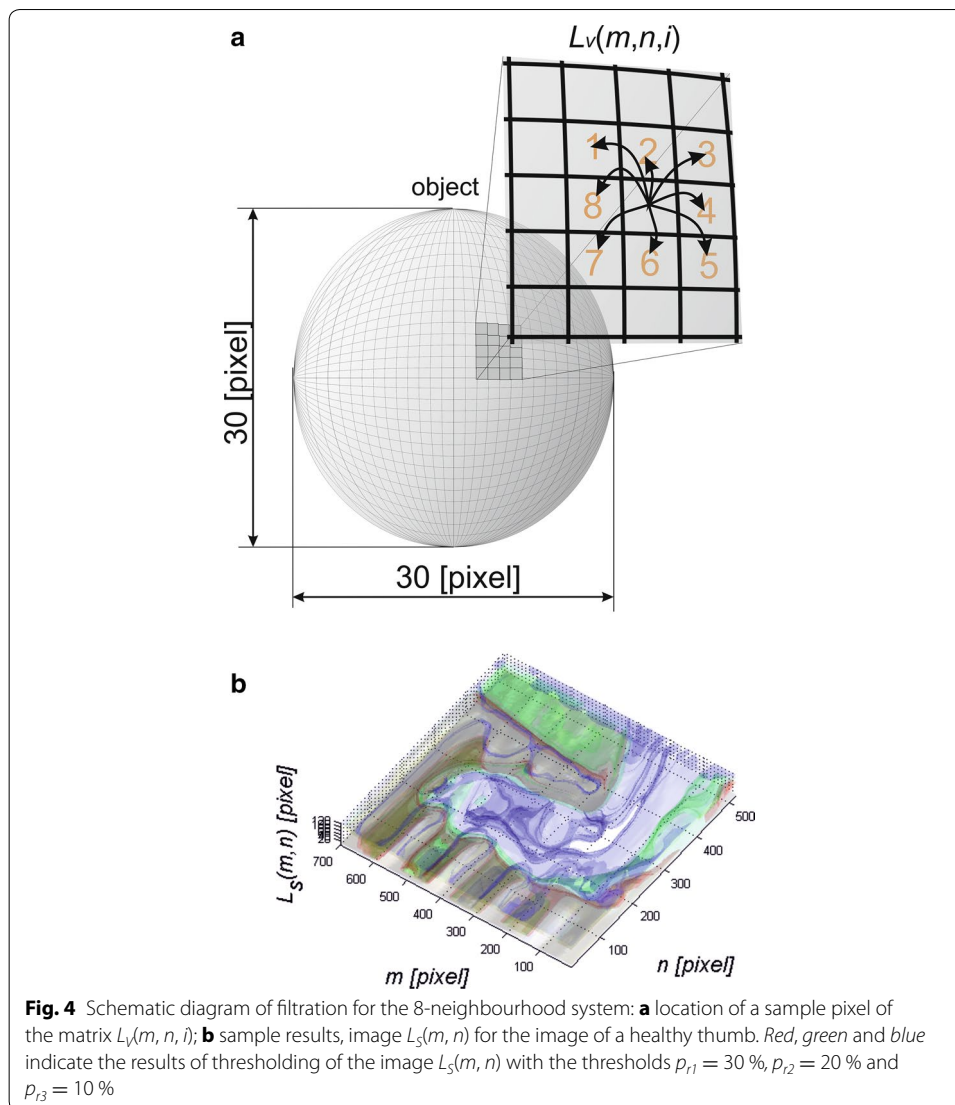 a
Lv(m,n,i)
1 2 3
8 4
7 6 5
object
30 [pixel]
30 [pixel]
b
LS(m, n) [pixel]
700
600
500
400
300
200
100
m [pixel]
100
200
300
400
500
n [pixel]
Fig. 4 Schematic diagram of filtration for the 8-neighbourhood system: a location of a sample pixel of
the matrix LV(m, n, i); b sample results, image LS(m, n) for the image of a healthy thumb. Red, green and blue
indicate the results of thresholding of the image LS(m, n) with the thresholds pr1 = 30 %, pr2 = 20 % and
pr3 = 10 %